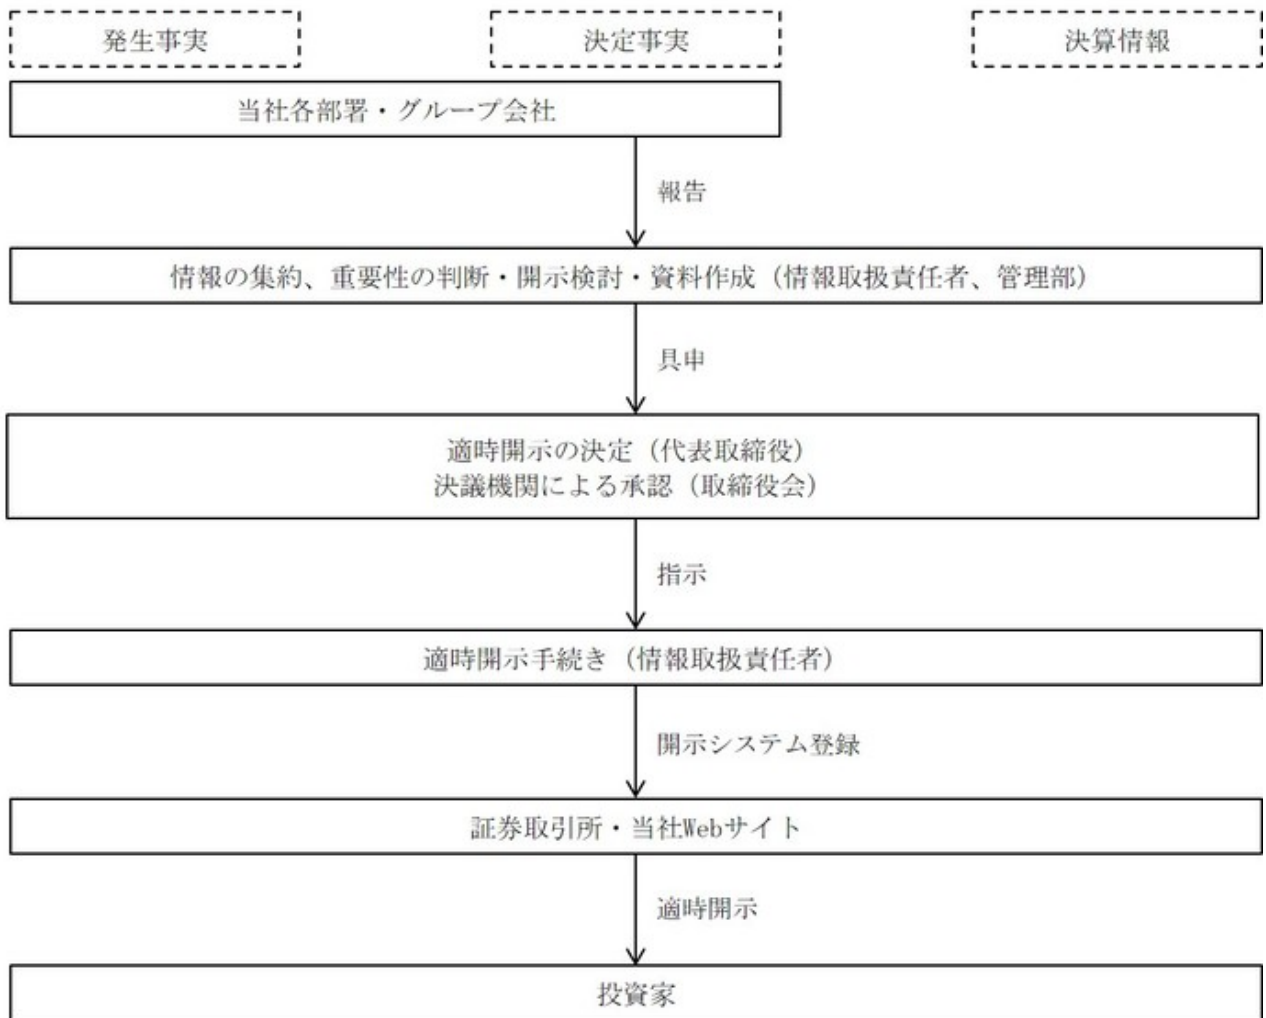 発生事実
決定事実
決算情報
当社各部署・グループ会社
報告
情報の集約、重要性の判断・開示検討・資料作成（情報取扱責任者、管理部）
具申
適時開示の決定（代表取締役）
決議機関による承認（取締役会）
指示
適時開示手続き（情報取扱責任者）
開示システム登録
証券取引所・当社Webサイト
適時開示
投資家